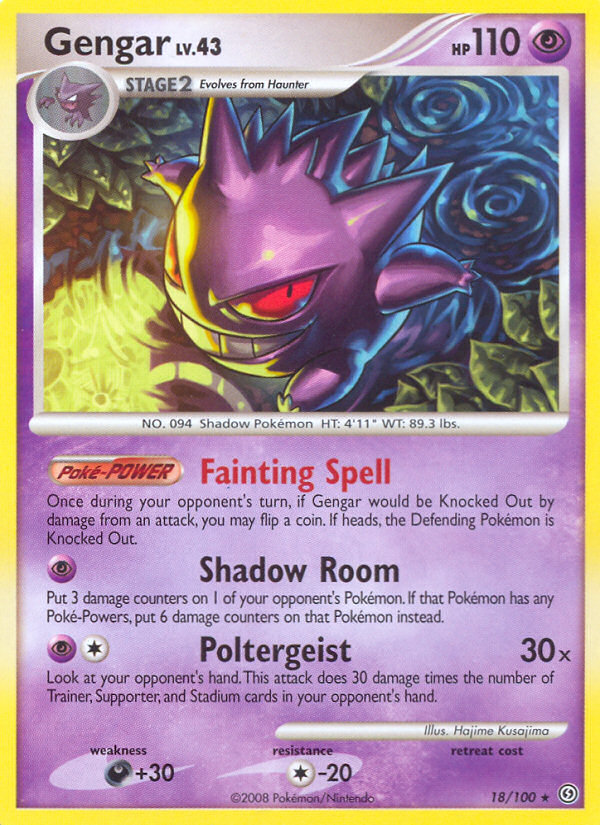 Gengar LV.43
HP 110
STAGE2 Evolves from Haunter
NO. 094 Shadow Pokémon HT: 4'11" WT: 89.3 lbs.
Poké-POWER Fainting Spell
Once during your opponent's turn, if Gengar would be Knocked Out by
damage from an attack, you may flip a coin. If heads, the Defending Pokémon is
Knocked Out.
Shadow Room
Put 3 damage counters on 1 of your opponent's Pokémon. If that Pokémon has any
Poké-Powers, put 6 damage counters on that Pokémon instead.
Poltergeist 30x
Look at your opponent's hand. This attack does 30 damage times the number of
Trainer, Supporter, and Stadium cards in your opponent's hand.
Illus. Hajime Kusajima
weakness resistance retreat cost
+30 -20
©2008 Pokémon/Nintendo 18/100 ★